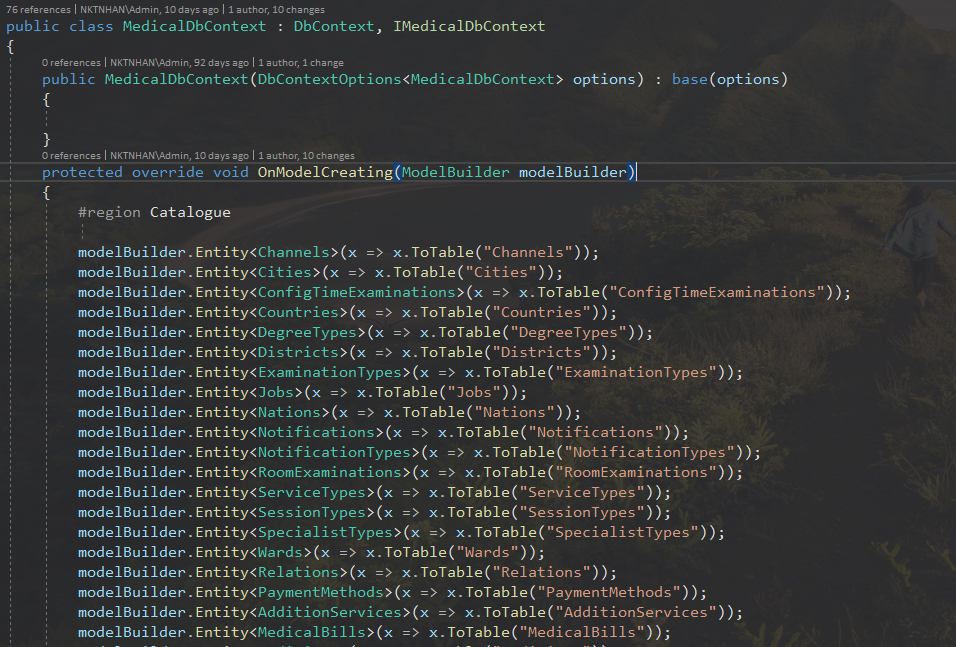 76 references | NKTNHAN\Admin, 10 days ago | 1 author, 10 changes
public class MedicalDbContext : DbContext, IMedicalDbContext
{
0 references | NKTNHAN\Admin, 92 days ago | 1 author, 1 change
public MedicalDbContext(DbContextOptions<MedicalDbContext> options) : base(options)
{
}
0 references | NKTNHAN\Admin, 10 days ago | 1 author, 10 changes
protected override void OnModelCreating(ModelBuilder modelBuilder)
{
#region Catalogue
modelBuilder.Entity<Channels>(x => x.ToTable("Channels"));
modelBuilder.Entity<Cities>(x => x.ToTable("Cities"));
modelBuilder.Entity<ConfigTimeExaminations>(x => x.ToTable("ConfigTimeExaminations"));
modelBuilder.Entity<Countries>(x => x.ToTable("Countries"));
modelBuilder.Entity<DegreeTypes>(x => x.ToTable("DegreeTypes"));
modelBuilder.Entity<Districts>(x => x.ToTable("Districts"));
modelBuilder.Entity<ExaminationTypes>(x => x.ToTable("ExaminationTypes"));
modelBuilder.Entity<Jobs>(x => x.ToTable("Jobs"));
modelBuilder.Entity<Nations>(x => x.ToTable("Nations"));
modelBuilder.Entity<Notifications>(x => x.ToTable("Notifications"));
modelBuilder.Entity<NotificationTypes>(x => x.ToTable("NotificationTypes"));
modelBuilder.Entity<RoomExaminations>(x => x.ToTable("RoomExaminations"));
modelBuilder.Entity<ServiceTypes>(x => x.ToTable("ServiceTypes"));
modelBuilder.Entity<SessionTypes>(x => x.ToTable("SessionTypes"));
modelBuilder.Entity<SpecialistTypes>(x => x.ToTable("SpecialistTypes"));
modelBuilder.Entity<Wards>(x => x.ToTable("Wards"));
modelBuilder.Entity<Relations>(x => x.ToTable("Relations"));
modelBuilder.Entity<PaymentMethods>(x => x.ToTable("PaymentMethods"));
modelBuilder.Entity<AdditionServices>(x => x.ToTable("AdditionServices"));
modelBuilder.Entity<MedicalBills>(x => x.ToTable("MedicalBills"));